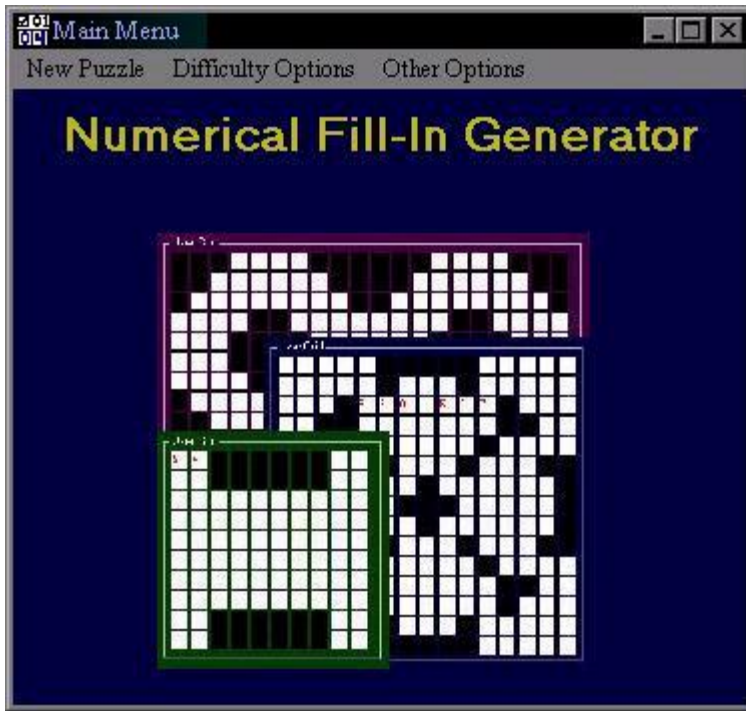 Main Menu
New Puzzle Difficulty Options Other Options
Numerical Fill-In Generator